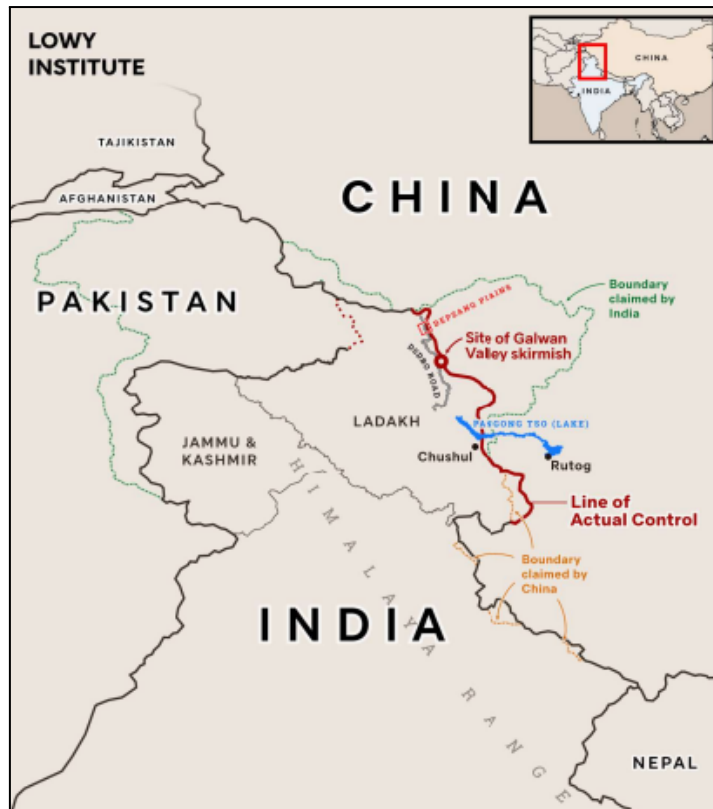 LOWY
INSTITUTE
CHINA
INDIA
TAJIKISTAN
AFGHANISTAN
CHINA
PAKISTAN
Boundary
claimed by
India
DEPSANG PLAINS
Site of Galwan
Valley skirmish
DSDBO ROAD
LADAKH
PANGONG TSO (LAKE)
JAMMU &
KASHMIR
Chushul
Rutog
Line of
Actual Control
HIMALAYA RANGE
Boundary
claimed by
China
INDIA
NEPAL